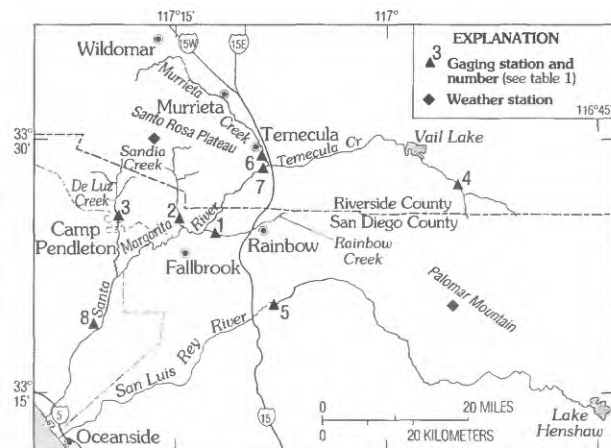 117°15'
117°
EXPLANATION
3
Gaging station and
number (see table 1)
Weather station
116°45'
15W
15E
Wildomar
Murrieta
Murrieta
Creek
Santo Rosa Plateau
33°
30'
Temecula
6
7
Temecula Cr
Vail Lake
4
Sandia
Creek
De Luz
Creek
3
2
1
Riverside County
San Diego County
Camp
Pendleton
Santa
Margarita
River
Fallbrook
Rainbow
Rainbow
Creek
8
5
Palomar Mountain
San Luis
Rey
River
33°
15'
5
15
Oceanside
0
20 MILES
0
20 KILOMETERS
Lake
Henshaw